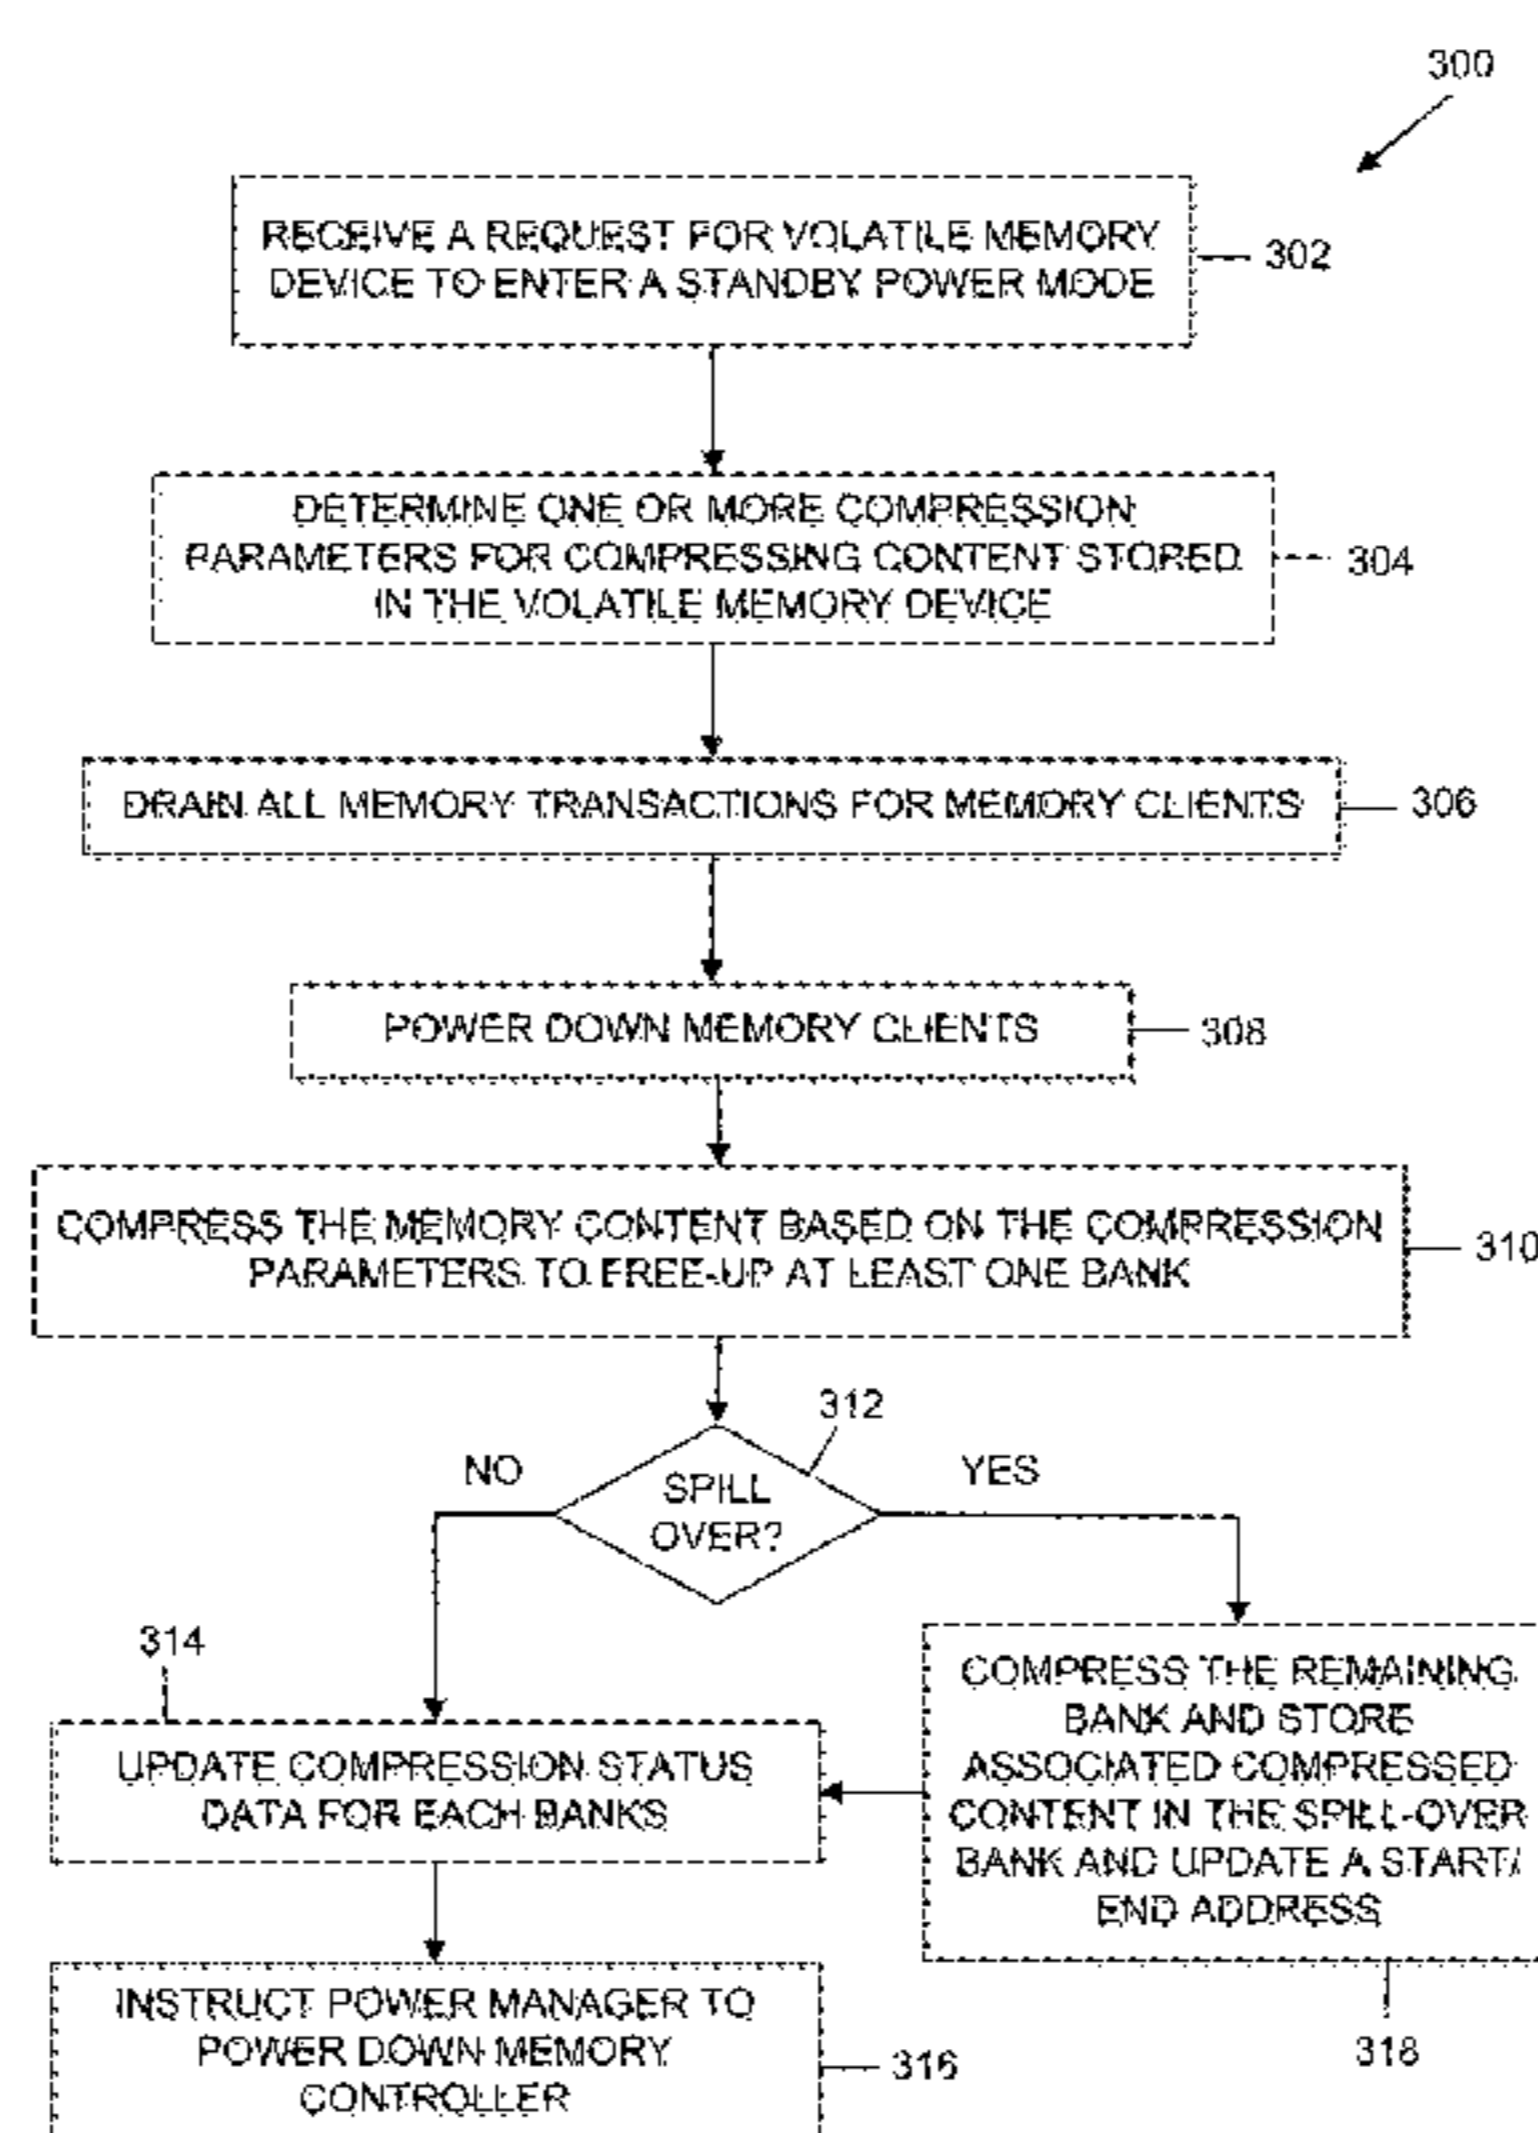 300
RECEIVE A REQUEST FOR VOLATILE MEMORY
DEVICE TO ENTER A STANDBY POWER MODE
302
DETERMINE ONE OR MORE COMPRESSION
PARAMETERS FOR COMPRESSING CONTENT STORED
IN THE VOLATILE MEMORY DEVICE
304
DRAIN ALL MEMORY TRANSACTIONS FOR MEMORY CLIENTS
306
POWER DOWN MEMORY CLIENTS
308
COMPRESS THE MEMORY CONTENT BASED ON THE COMPRESSION
PARAMETERS TO FREE-UP AT LEAST ONE BANK
310
312
NO
YES
SPILL
OVER?
314
UPDATE COMPRESSION STATUS
DATA FOR EACH BANKS
COMPRESS THE REMAINING
BANK AND STORE
ASSOCIATED COMPRESSED
CONTENT IN THE SPILL-OVER
BANK AND UPDATE A START/
END ADDRESS
318
INSTRUCT POWER MANAGER TO
POWER DOWN MEMORY
CONTROLLER
316